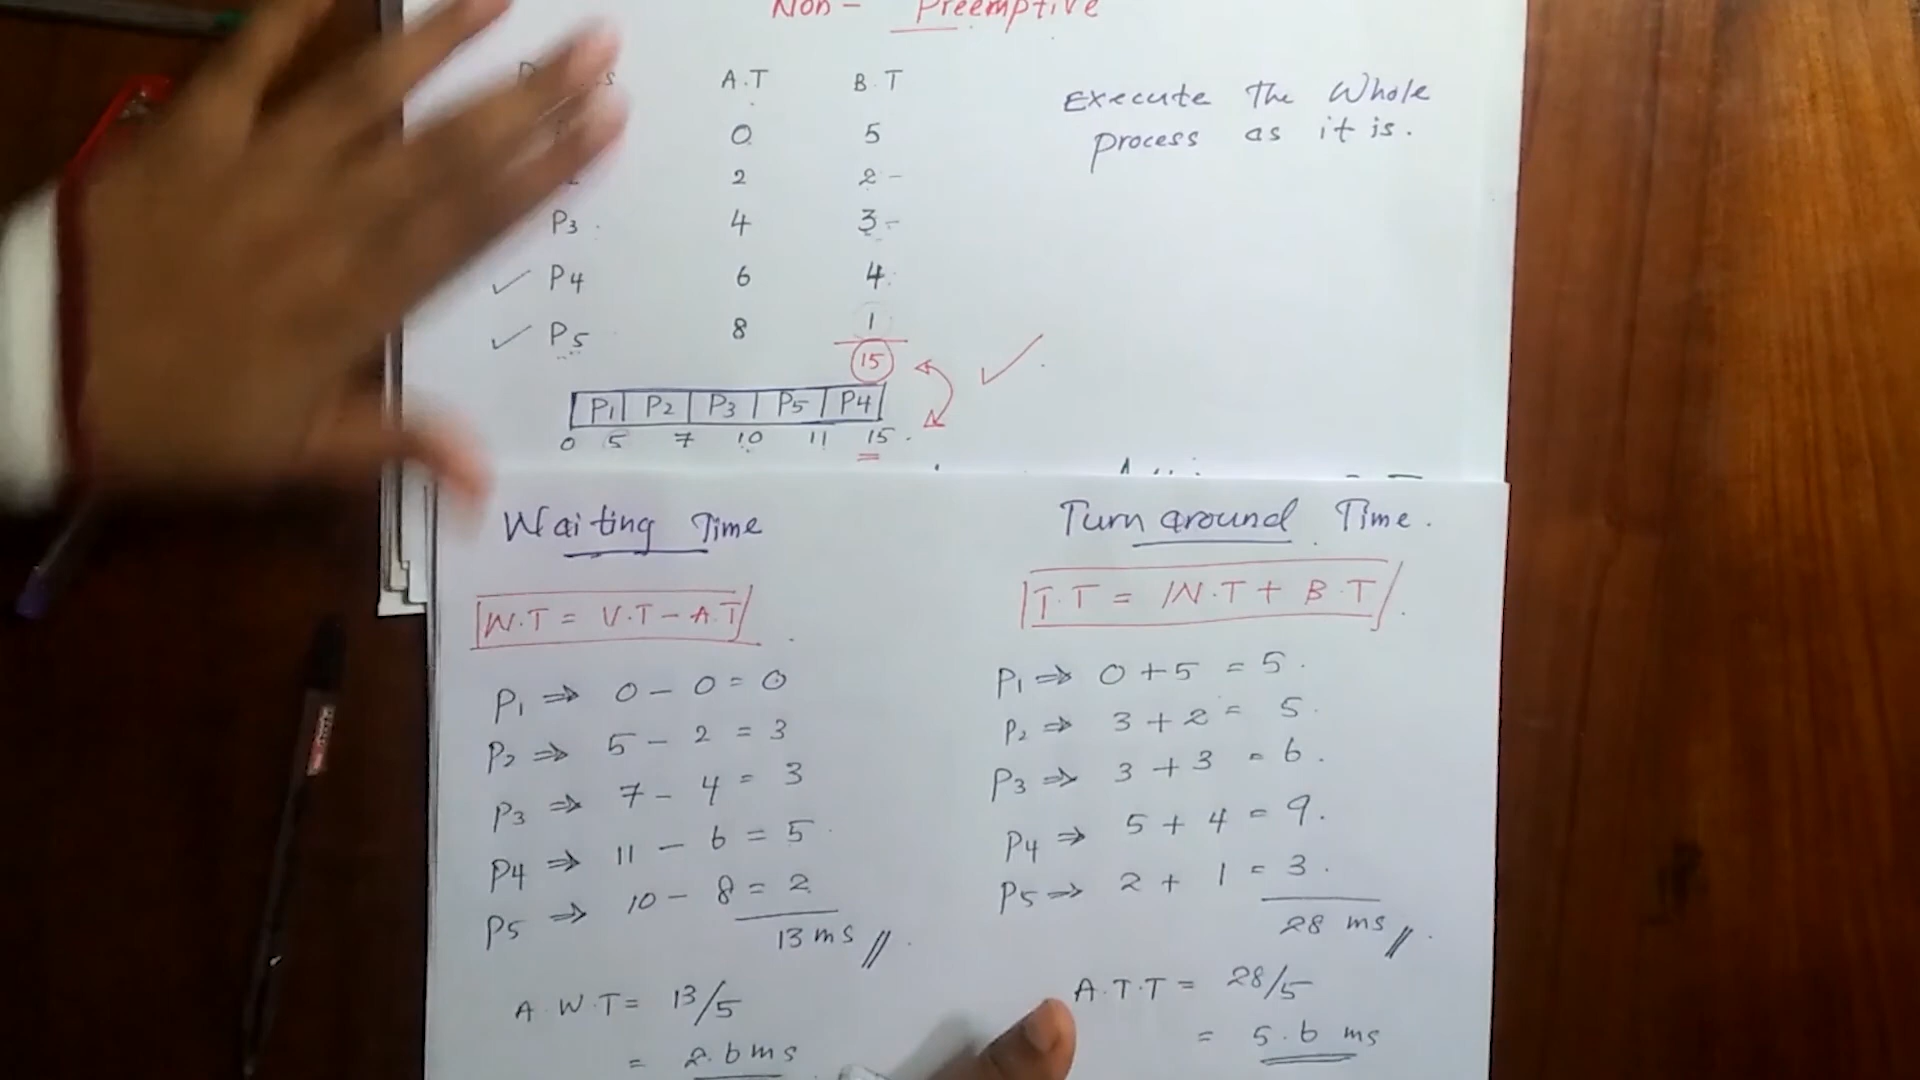 Non - Preemptive
A.T B.T
0 5
2 2 -
P3 4 3 -
✓ P4 6 4
✓ P5 8 1
15
P1 P2 P3 P5 P4
0 5 7 10 11 15
Execute The Whole
process as it is.
Waiting Time
W.T = V.T - A.T
P1 ⇒ 0 - 0 = 0
P2 ⇒ 5 - 2 = 3
P3 ⇒ 7 - 4 = 3
P4 ⇒ 11 - 6 = 5
P5 ⇒ 10 - 8 = 2
13 ms
A.W.T = 13/5
= 2.6 ms
Turn around Time.
T.T = W.T + B.T
P1 ⇒ 0 + 5 = 5.
P2 ⇒ 3 + 2 = 5.
P3 ⇒ 3 + 3 = 6.
P4 ⇒ 5 + 4 = 9.
P5 ⇒ 2 + 1 = 3.
28 ms
A.T.T = 28/5
= 5.6 ms